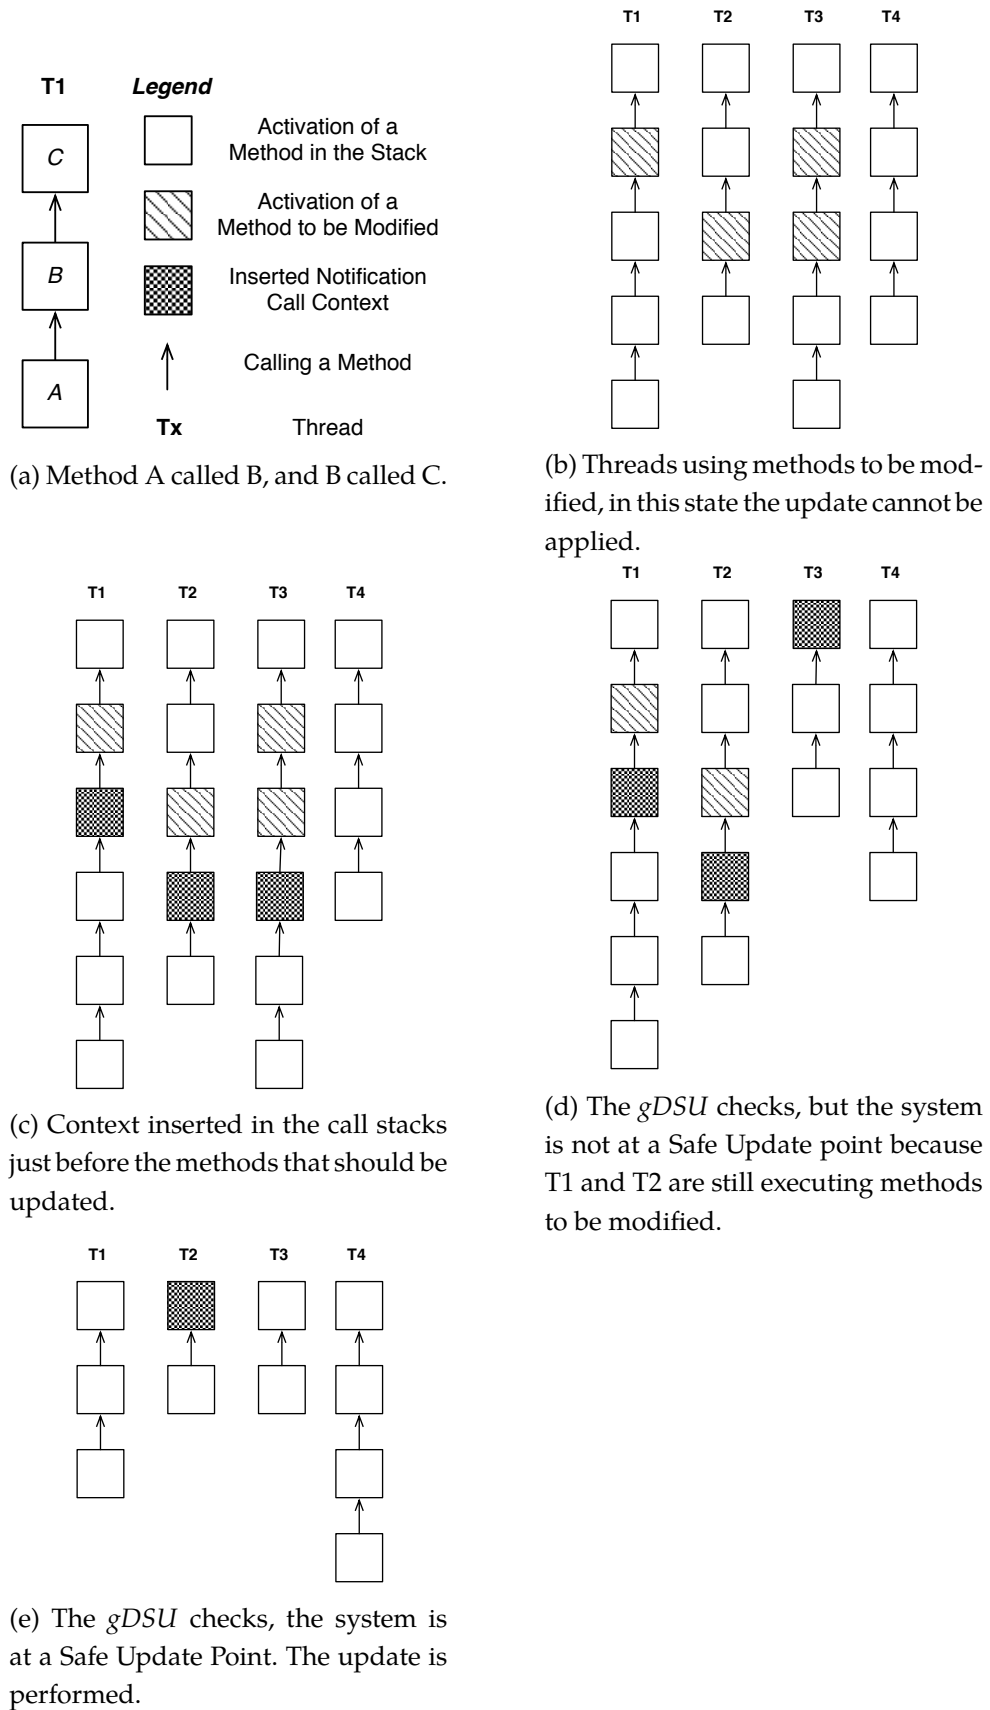 T1
Legend
C
B
A
Activation of a
Method in the Stack
Activation of a
Method to be Modified
Inserted Notification
Call Context
Calling a Method
Tx Thread
(a) Method A called B, and B called C.
T1 T2 T3 T4
(b) Threads using methods to be mod-
ified, in this state the update cannot be
applied.
T1 T2 T3 T4
(c) Context inserted in the call stacks
just before the methods that should be
updated.
T1 T2 T3 T4
(d) The gDSU checks, but the system
is not at a Safe Update point because
T1 and T2 are still executing methods
to be modified.
T1 T2 T3 T4
(e) The gDSU checks, the system is
at a Safe Update Point. The update is
performed.